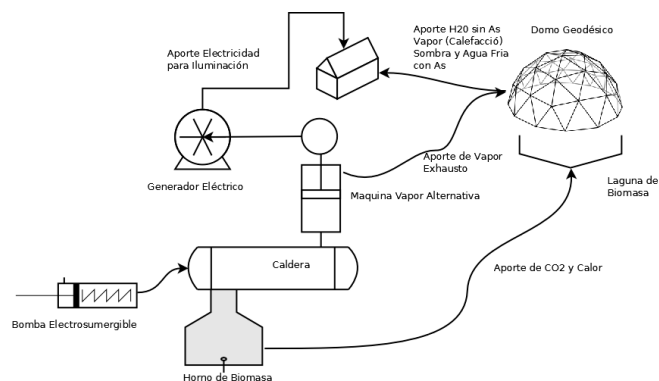 Aporte H20 sin As
Vapor (Calefacció)
Sombra y Agua Fria
con As
Domo Geodésico
Aporte Electricidad
para Iluminación
Generador Eléctrico
Aporte de Vapor
Exhausto
Maquina Vapor Alternativa
Laguna de
Biomasa
Caldera
Aporte de CO2 y Calor
Bomba Electrosumergible
Horno de Biomasa